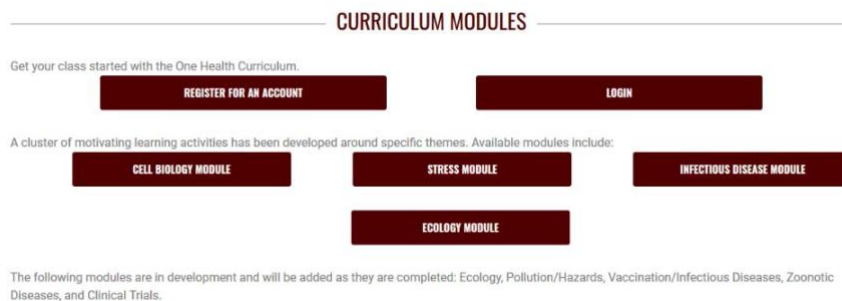 CURRICULUM MODULES
Get your class started with the One Health Curriculum.
REGISTER FOR AN ACCOUNT
LOGIN
A cluster of motivating learning activities has been developed around specific themes. Available modules include:
CELL BIOLOGY MODULE
STRESS MODULE
INFECTIOUS DISEASE MODULE
ECOLOGY MODULE
The following modules are in development and will be added as they are completed: Ecology, Pollution/Hazards, Vaccination/Infectious Diseases, Zoonotic
Diseases, and Clinical Trials.